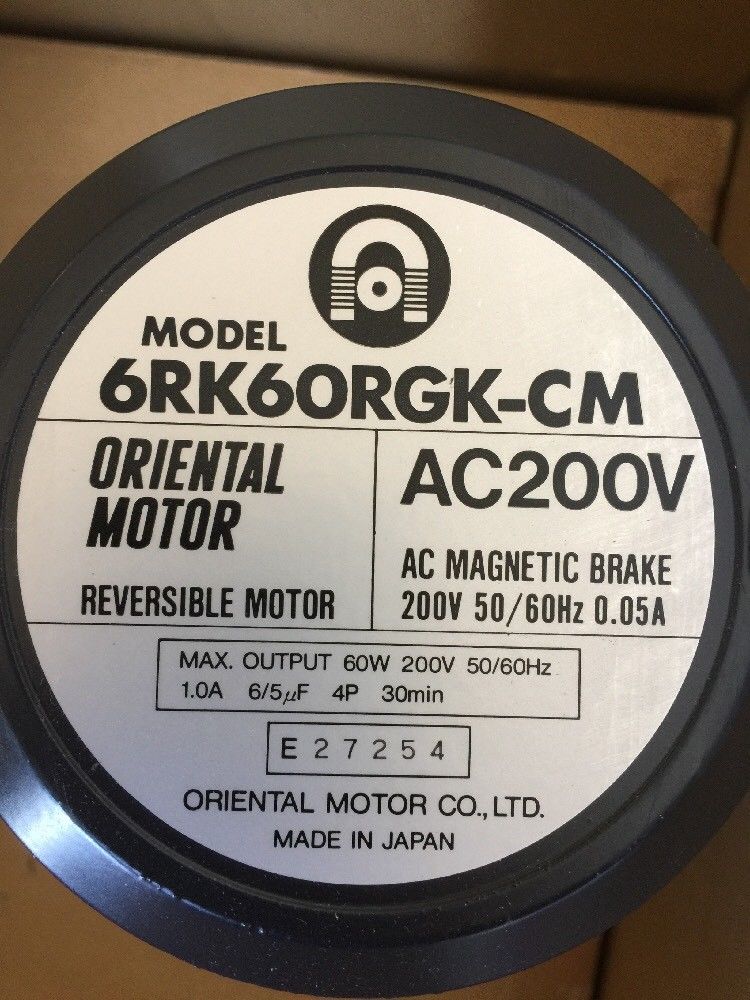 MODEL
6RK60RGK-CM
ORIENTAL
MOTOR
REVERSIBLE MOTOR
AC200V
AC MAGNETIC BRAKE
200V 50/60Hz 0.05A
MAX. OUTPUT 60W 200V 50/60Hz
1.0A 6/5μF 4P 30min
E27254
ORIENTAL MOTOR CO., LTD.
MADE IN JAPAN